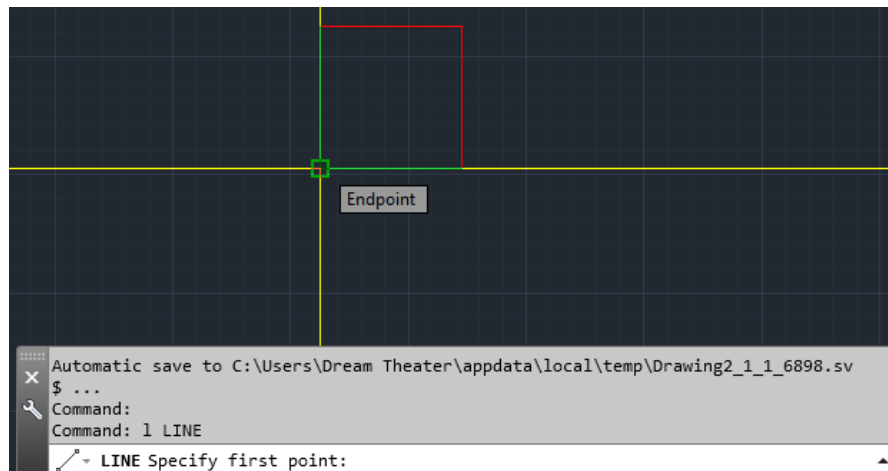 Endpoint
Automatic save to C:\Users\Dream Theater\appdata\local\temp\Drawing2_1_1_6898.sv
$ ...
Command:
Command: l LINE
LINE Specify first point: